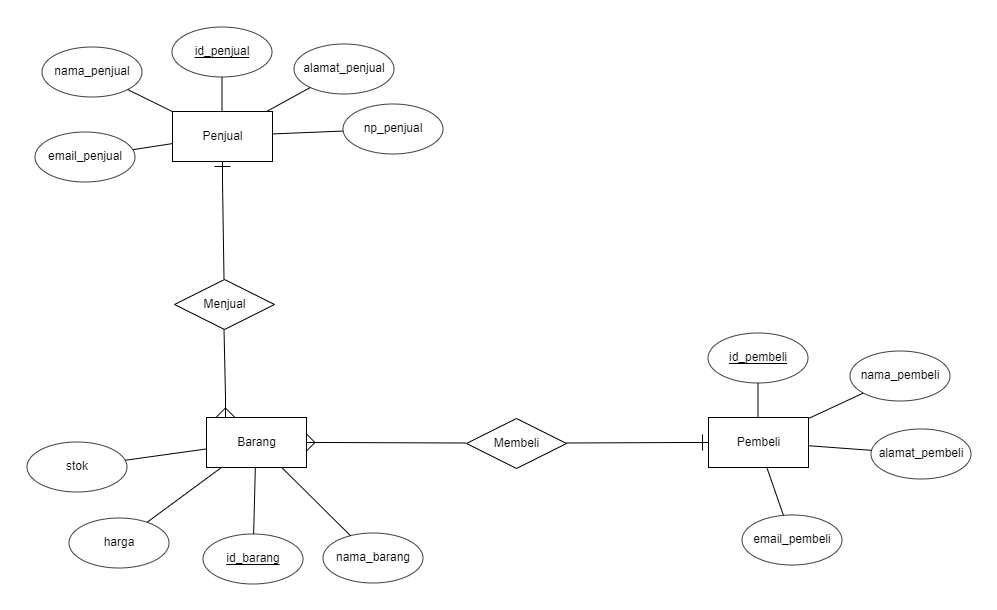 id_penjual
nama_penjual
alamat_penjual
np_penjual
Penjual
email_penjual
Menjual
id_pembeli
nama_pembeli
Barang
Membeli
Pembeli
alamat_pembeli
stok
harga
email_pembeli
id_barang
nama_barang